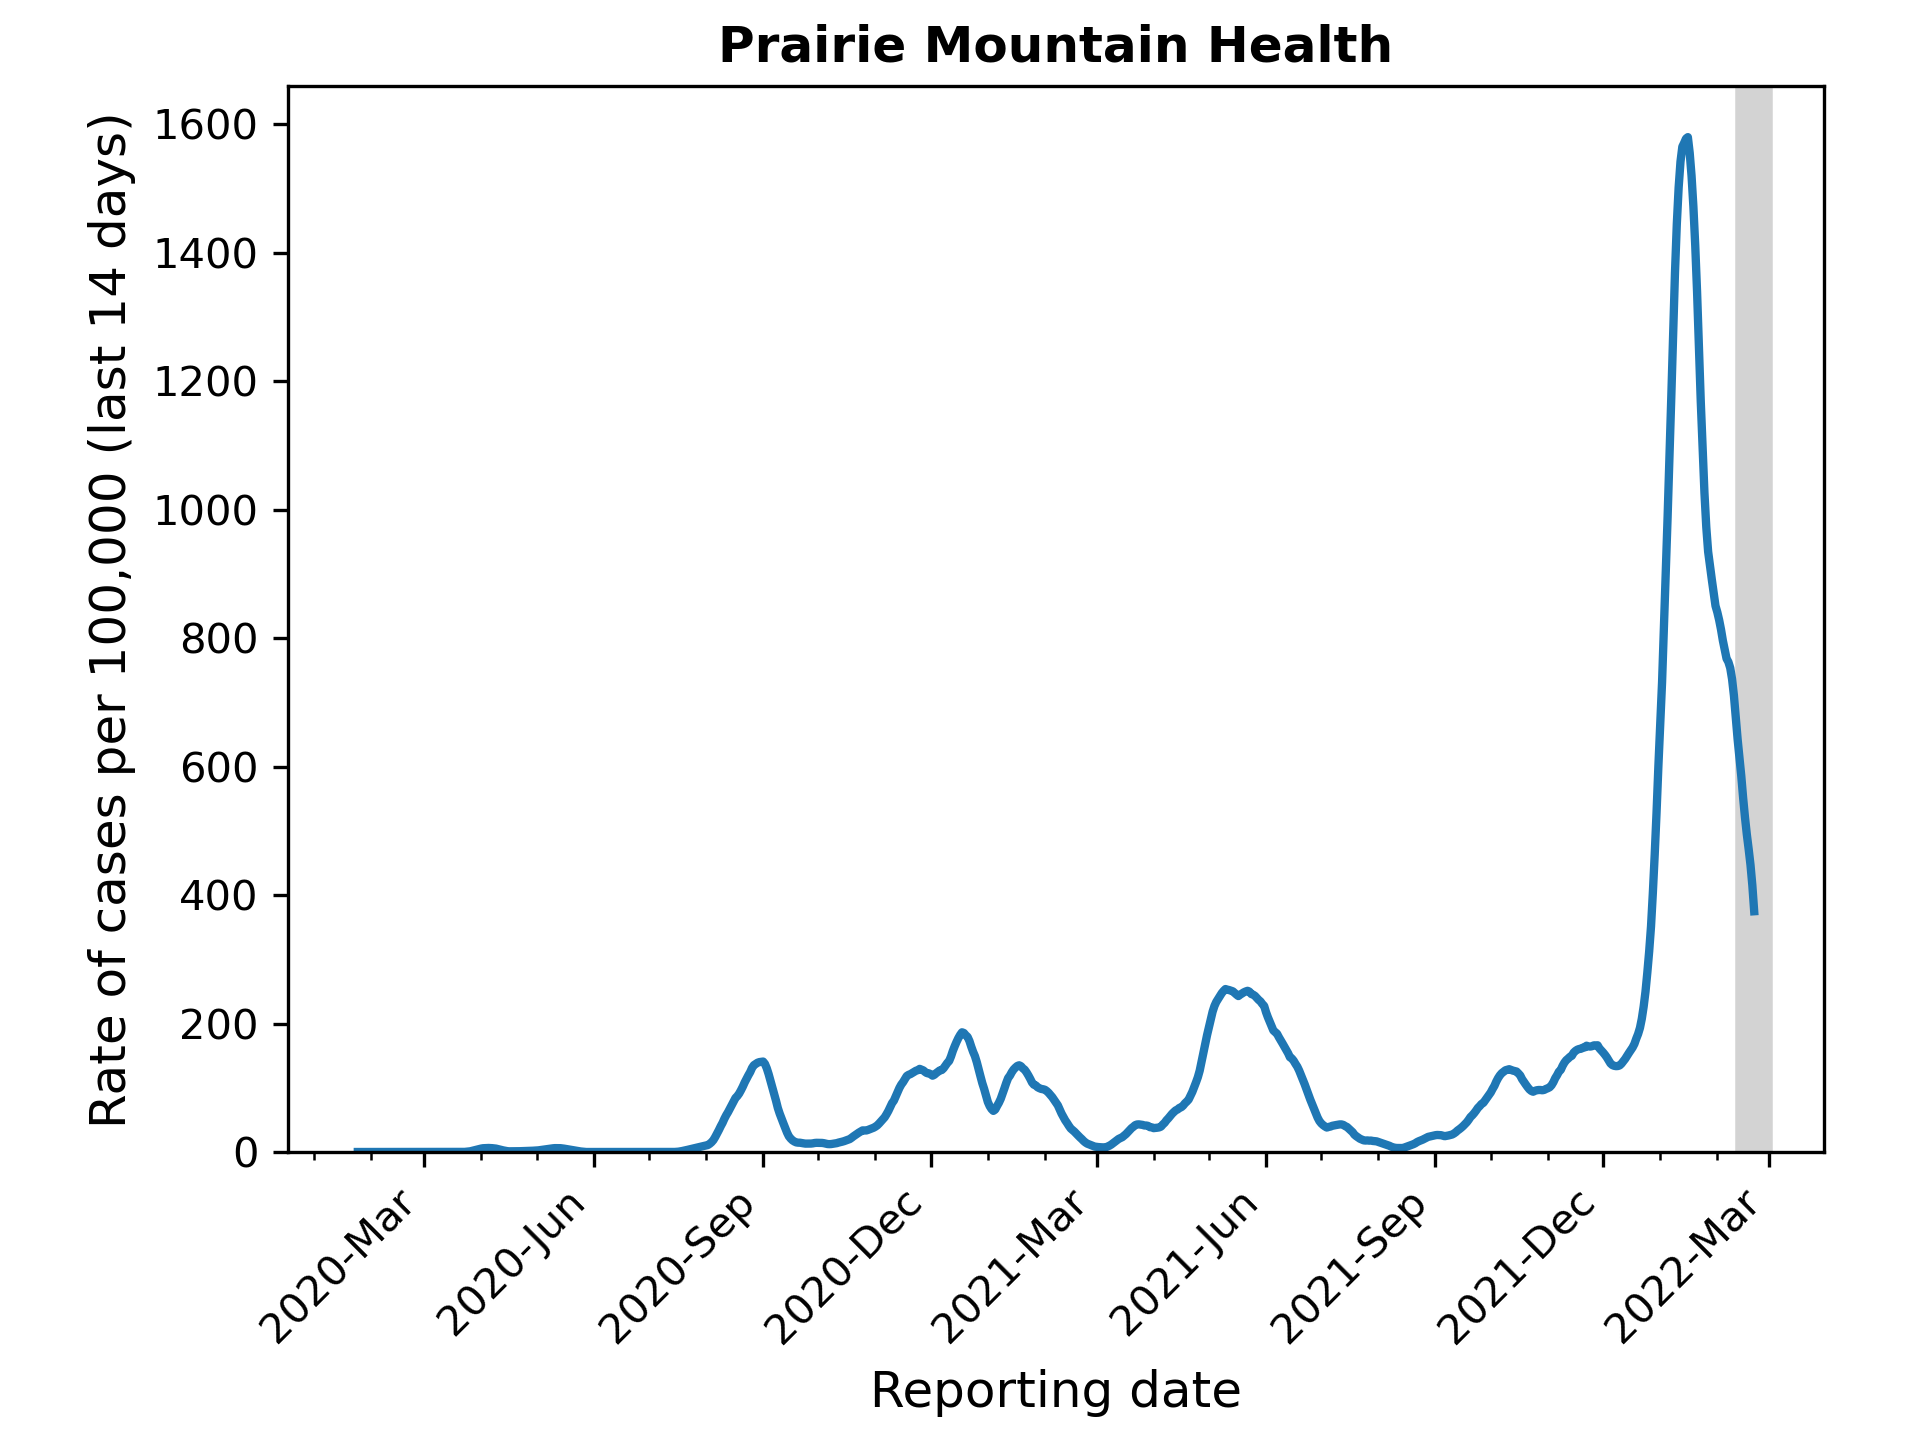 Prairie Mountain Health
Rate of cases per 100,000 (last 14 days)
1600
1400
1200
1000
800
600
400
200
0
2020-Mar
2020-Jun
2020-Sep
2020-Dec
2021-Mar
2021-Jun
2021-Sep
2021-Dec
2022-Mar
Reporting date